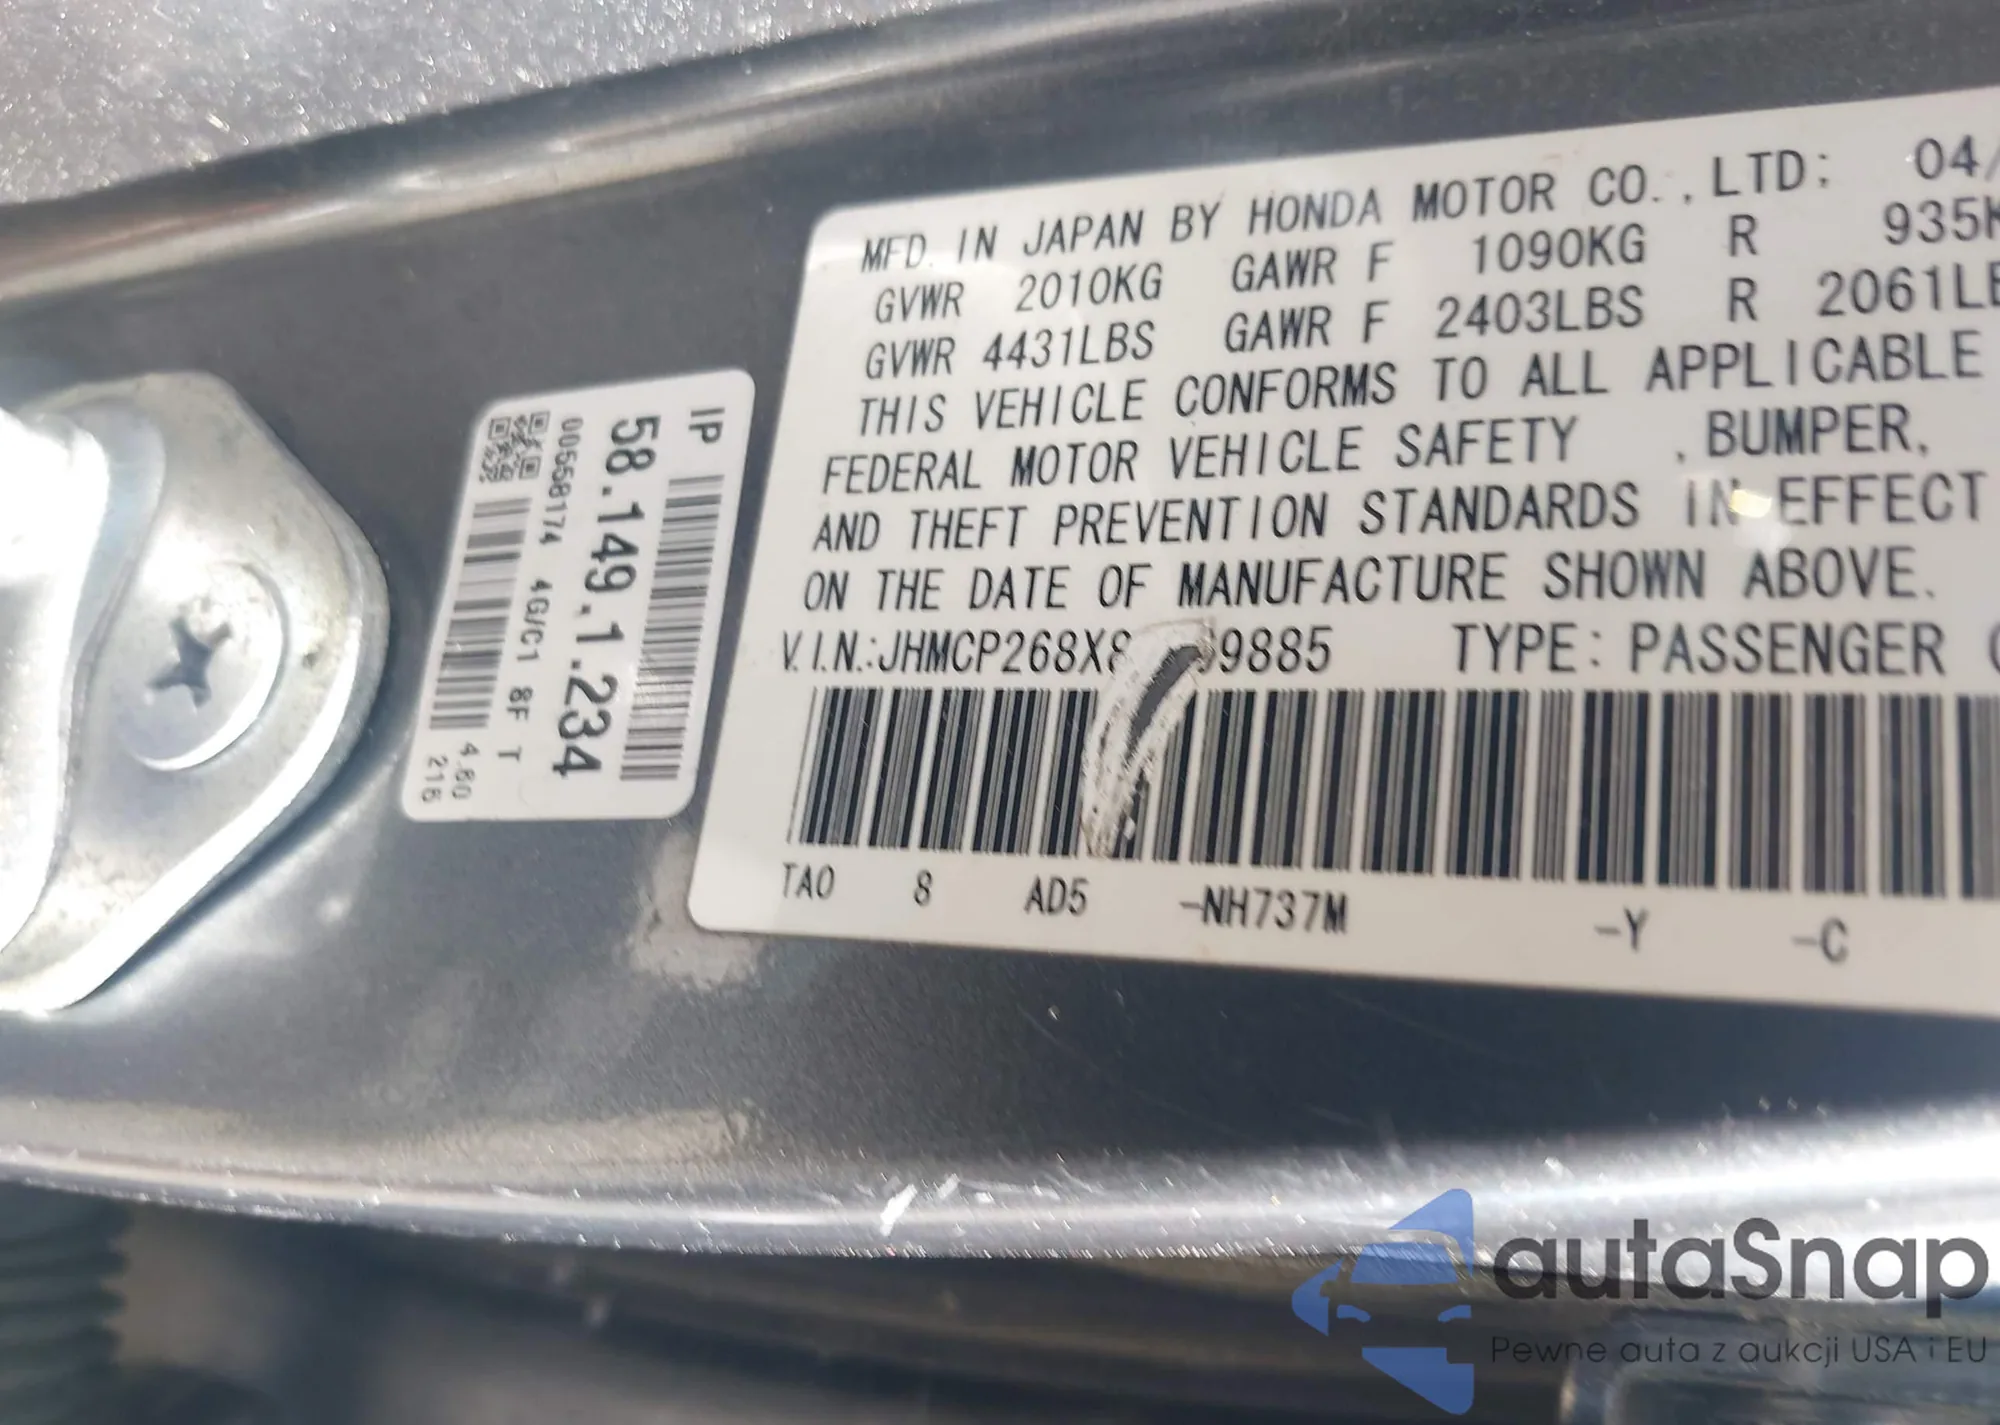 MFD. IN JAPAN BY HONDA MOTOR CO., LTD; 04/
GVWR 2010KG GAWR F 1090KG R 935K
GVWR 4431LBS GAWR F 2403LBS R 2061LB
THIS VEHICLE CONFORMS TO ALL APPLICABLE
FEDERAL MOTOR VEHICLE SAFETY , BUMPER,
AND THEFT PREVENTION STANDARDS IN EFFECT
ON THE DATE OF MANUFACTURE SHOWN ABOVE.
V.I.N.: TYPE: PASSENGER
TA0 8 AD5 -NH737M -Y -C
IP
58.149.1.234
00558174 4G/C1 8F T
4.80
216
autaSnap
Pewne auta z aukcji USA i EU